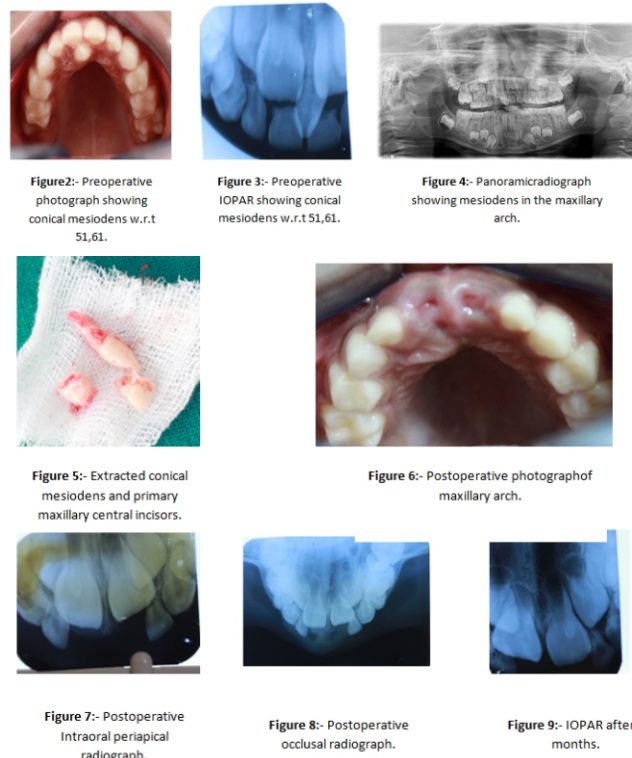 Figure2:- Preoperative
photograph showing
conical mesiodens w.r.t
51,61.
Figure 3:- Preoperative
IOPAR showing conical
mesiodens w.r.t 51,61.
Figure 4:- Panoramicradiograph
showing mesiodens in the maxillary
arch.
Figure 5:- Extracted conical
mesiodens and primary
maxillary central incisors.
Figure 6:- Postoperative photographof
maxillary arch.
Figure 7:- Postoperative
Intraoral periapical
radiograph.
Figure 8:- Postoperative
occlusal radiograph.
Figure 9:- IOPAR after
months.